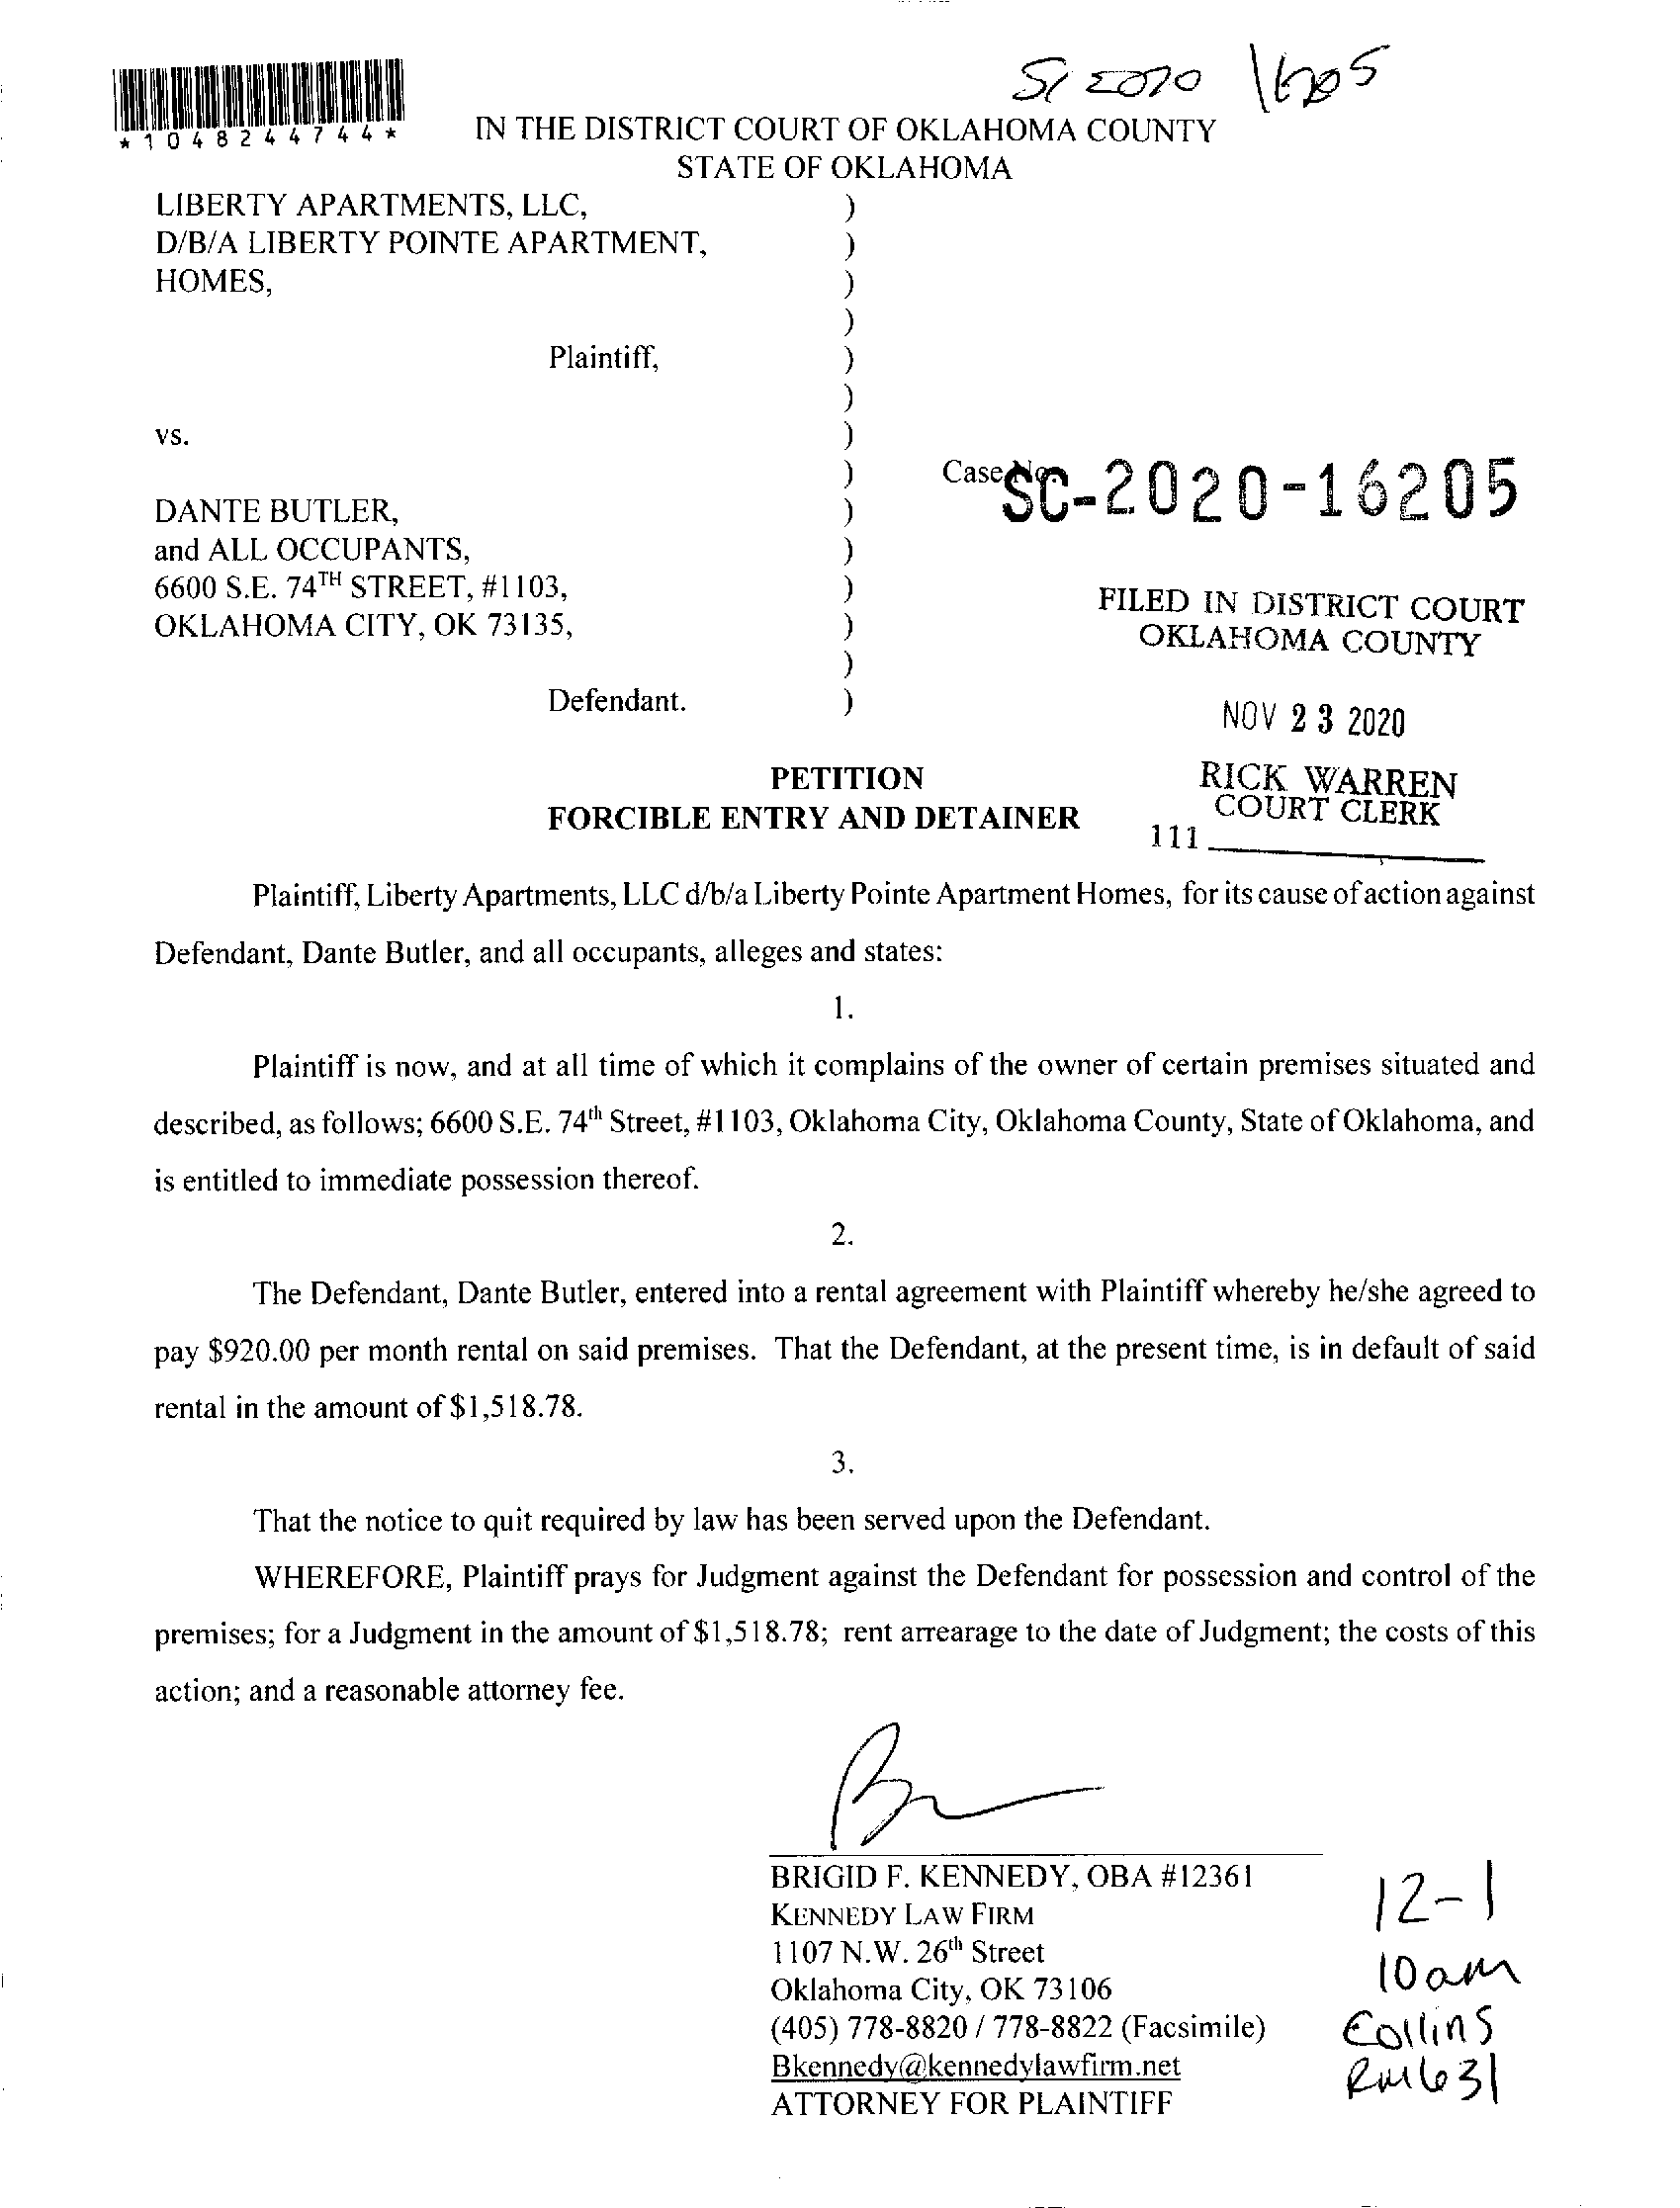 SC 2020 16205
*1048244744*
IN THE DISTRICT COURT OF OKLAHOMA COUNTY
STATE OF OKLAHOMA
LIBERTY APARTMENTS, LLC, )
D/B/A LIBERTY POINTE APARTMENT, )
HOMES, )
)
Plaintiff, )
)
vs. )
) Case No.
SC-2020-16205
DANTE BUTLER, )
and ALL OCCUPANTS, )
6600 S.E. 74TH STREET, #1103, )
OKLAHOMA CITY, OK 73135, )
)
Defendant. )
FILED IN DISTRICT COURT
OKLAHOMA COUNTY
NOV 23 2020
RICK WARREN
COURT CLERK
111
PETITION
FORCIBLE ENTRY AND DETAINER
Plaintiff, Liberty Apartments, LLC d/b/a Liberty Pointe Apartment Homes, for its cause of action against
Defendant, Dante Butler, and all occupants, alleges and states:
1.
Plaintiff is now, and at all time of which it complains of the owner of certain premises situated and
described, as follows; 6600 S.E. 74th Street, #1103, Oklahoma City, Oklahoma County, State of Oklahoma, and
is entitled to immediate possession thereof.
2.
The Defendant, Dante Butler, entered into a rental agreement with Plaintiff whereby he/she agreed to
pay $920.00 per month rental on said premises. That the Defendant, at the present time, is in default of said
rental in the amount of $1,518.78.
3.
That the notice to quit required by law has been served upon the Defendant.
WHEREFORE, Plaintiff prays for Judgment against the Defendant for possession and control of the
premises; for a Judgment in the amount of $1,518.78; rent arrearage to the date of Judgment; the costs of this
action; and a reasonable attorney fee.
BRIGID F. KENNEDY, OBA #12361
KENNEDY LAW FIRM
1107 N.W. 26th Street
Oklahoma City, OK 73106
(405) 778-8820 / 778-8822 (Facsimile)
Bkennedy@kennedylawfirm.net
ATTORNEY FOR PLAINTIFF
12-1
10am
Collins
Rm 631